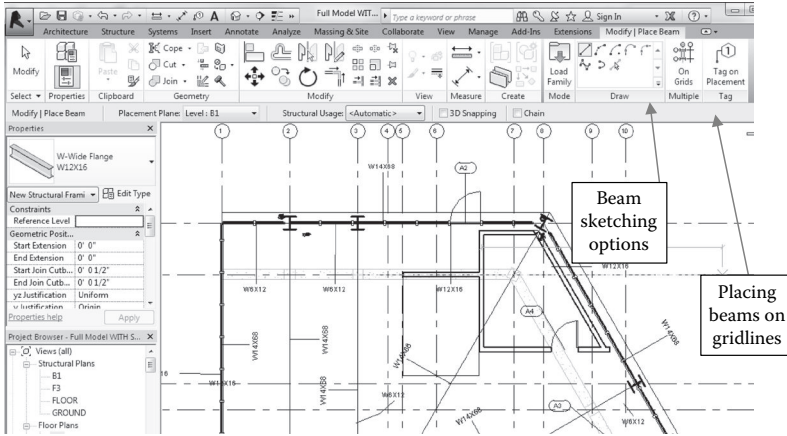 Full Model WIT...
Type a keyword or phrase
Sign In
Architecture Structure Systems Insert Annotate Analyze Massing & Site Collaborate View Manage Add-Ins Extensions Modify | Place Beam
Modify
Paste
Cope
Cut
Join
Load Family
On Grids
Tag on Placement
Select Properties Clipboard Geometry Modify View Measure Create Mode Draw Multiple Tag
Modify | Place Beam Placement Plane: Level : B1 Structural Usage: <Automatic> 3D Snapping Chain
Properties
W-Wide Flange
W12X16
New Structural Frami Edit Type
Constraints
Reference Level
Geometric Posit...
Start Extension 0' 0"
End Extension 0' 0"
Start Join Cutb... 0' 0 1/2"
End Join Cutb... 0' 0 1/2"
yz Justification Uniform
y Justification Origin
Properties help Apply
Project Browser - Full Model WITH S...
Views (all)
Structural Plans
B1
F3
FLOOR
GROUND
Floor Plans
1 2 3 4 5 6 7 8 9 10
W14X68
A2
Beam
sketching
options
W12X16
W6X12 W6X12 W12X16
Placing
beams on
gridlines
A4
W14X68 W14X68 W14X68 W14X68
W14X68
W6X12
A3
W14X68
W6X12